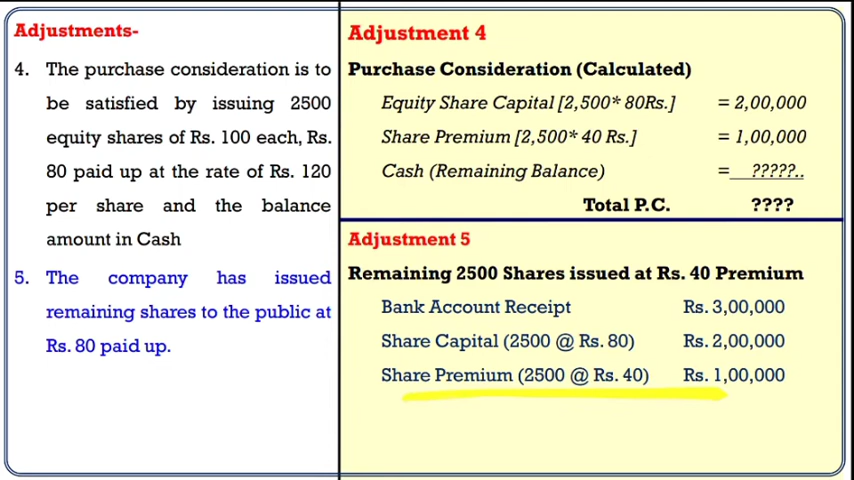 Adjustments-
4. The purchase consideration is to
be satisfied by issuing 2500
equity shares of Rs. 100 each, Rs.
80 paid up at the rate of Rs. 120
per share and the balance
amount in Cash
5. The company has issued
remaining shares to the public at
Rs. 80 paid up.
Adjustment 4
Purchase Consideration (Calculated)
Equity Share Capital [2,500* 80Rs.] = 2,00,000
Share Premium [2,500* 40 Rs.] = 1,00,000
Cash (Remaining Balance) = ?????..
Total P.C. ????
Adjustment 5
Remaining 2500 Shares issued at Rs. 40 Premium
Bank Account Receipt Rs. 3,00,000
Share Capital (2500 @ Rs. 80) Rs. 2,00,000
Share Premium (2500 @ Rs. 40) Rs. 1,00,000